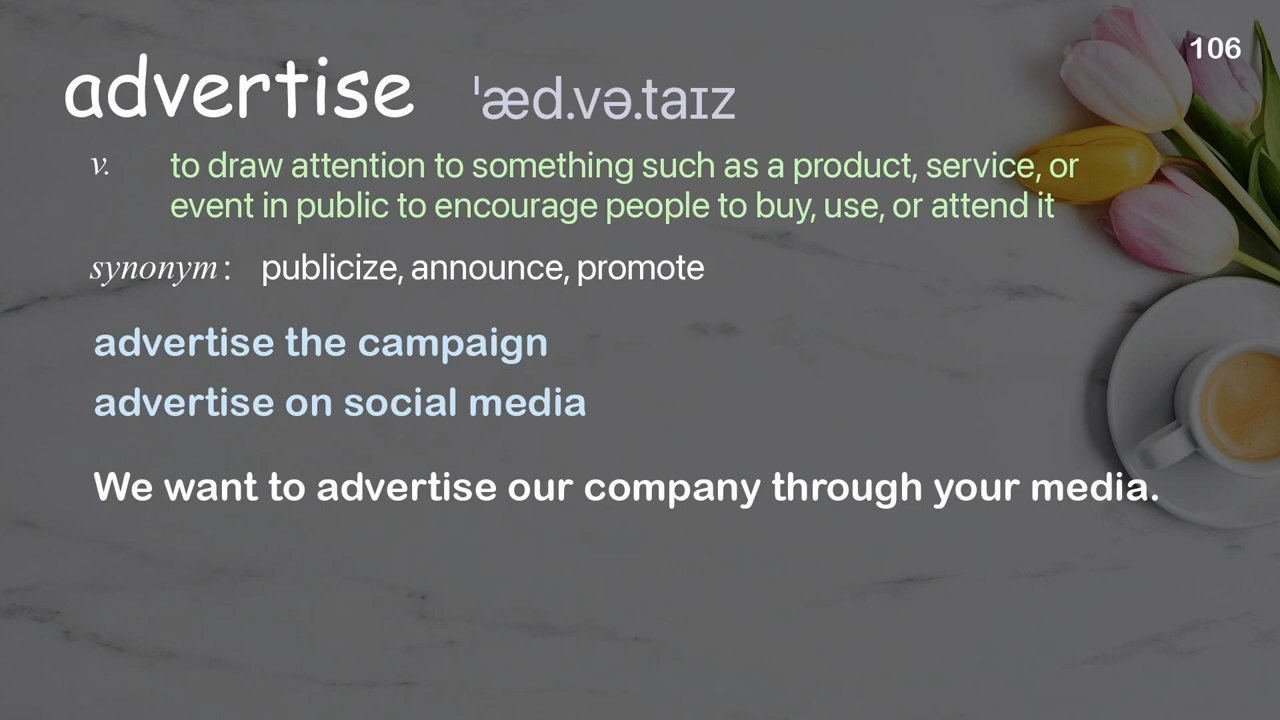 106
advertise ˈæd.və.taɪz
v. to draw attention to something such as a product, service, or
event in public to encourage people to buy, use, or attend it
synonym: publicize, announce, promote
advertise the campaign
advertise on social media
We want to advertise our company through your media.